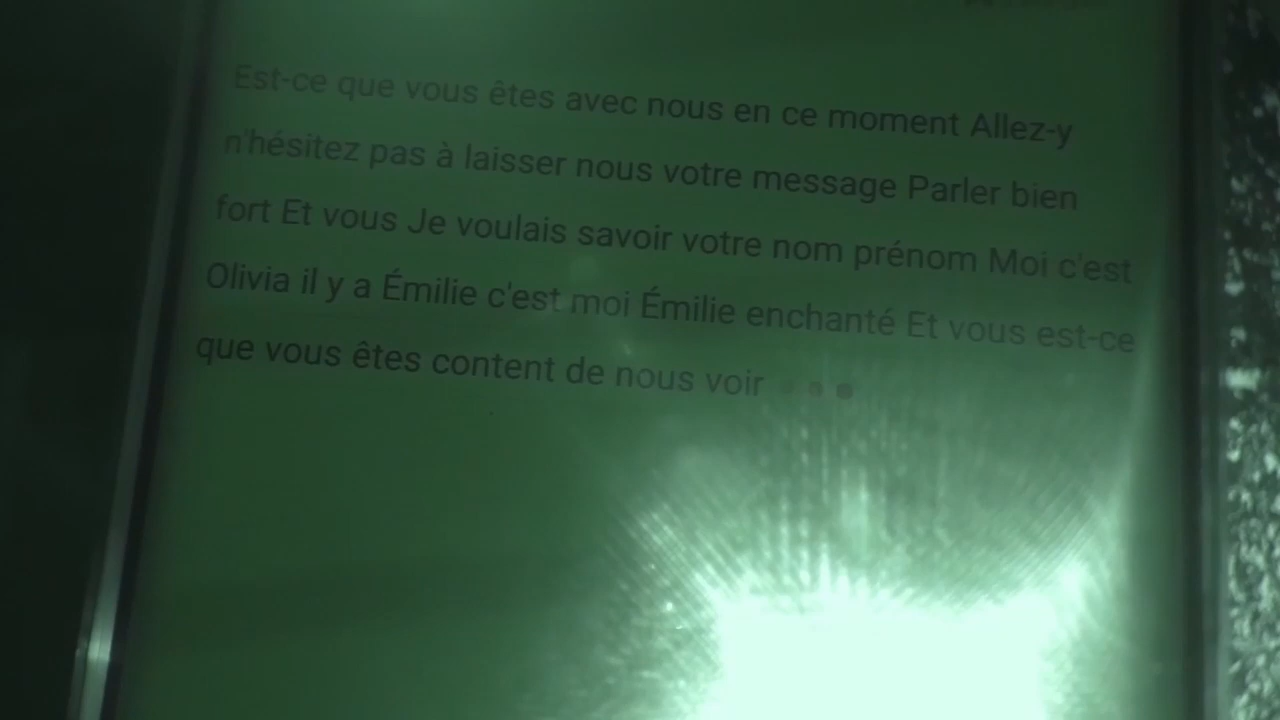 Est-ce que vous êtes avec nous en ce moment Allez-y
n'hésitez pas à laisser nous votre message Parler bien
fort Et vous Je voulais savoir votre nom prénom Moi c'est
Olivia il y a Émilie c'est moi Émilie enchanté Et vous est-ce
que vous êtes content de nous voir